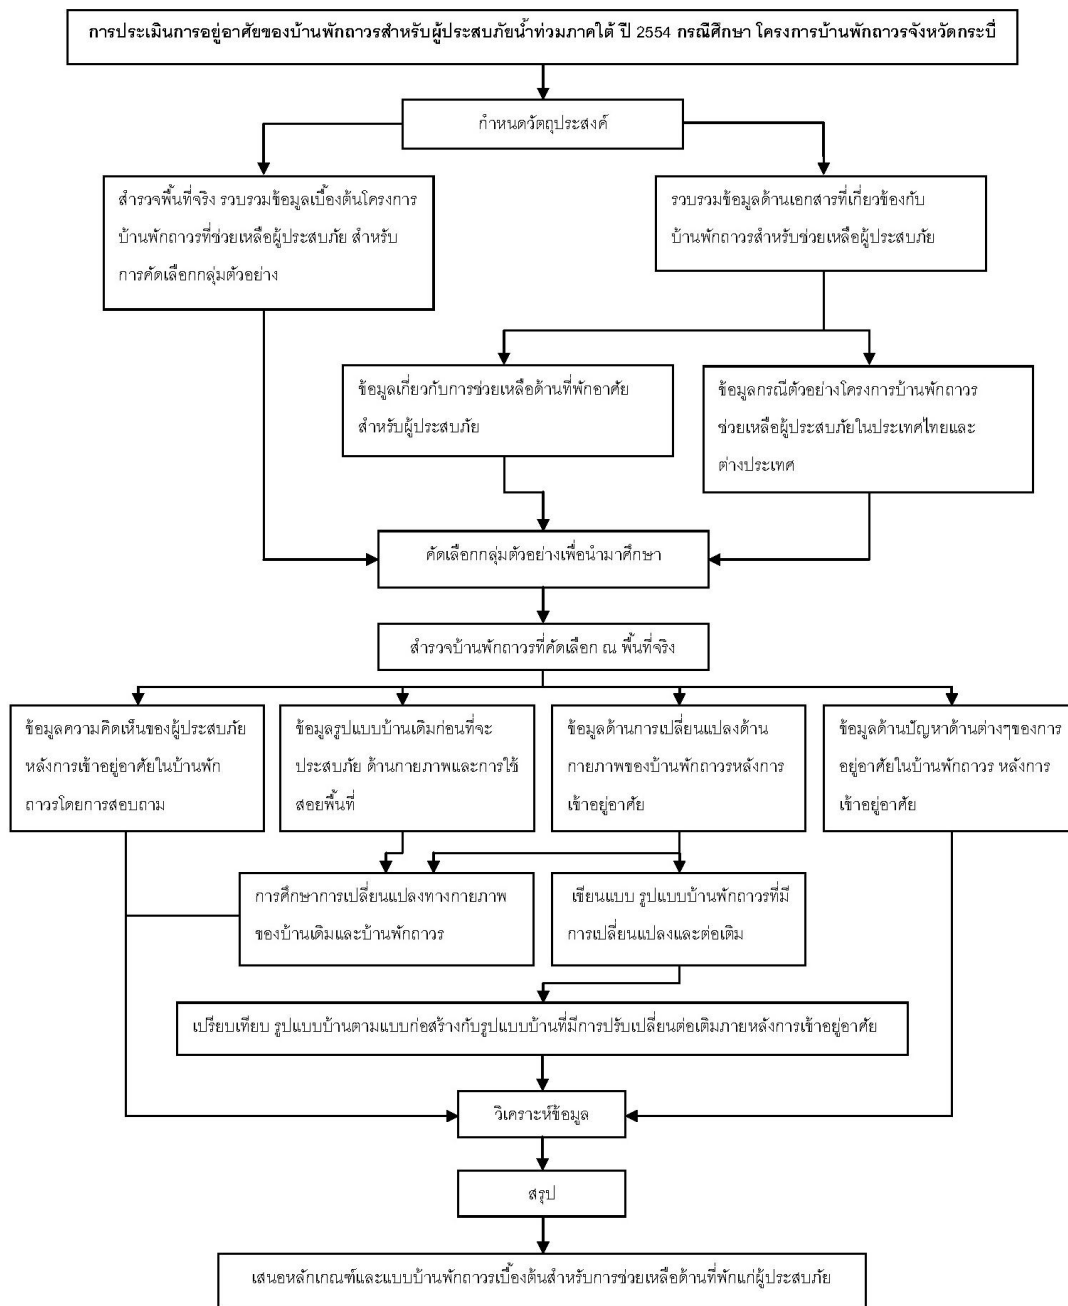 การประเมินการอยู่อาศัยของบ้านพักถาวรสำหรับผู้ประสบภัยน้ำท่วมภาคใต้ ปี 2554 กรณีศึกษา โครงการบ้านพักถาวรจังหวัดกระบี่
กำหนดวัตถุประสงค์
สำรวจพื้นที่จริง รวบรวมข้อมูลเบื้องต้นโครงการ
บ้านพักถาวรที่ช่วยเหลือผู้ประสบภัย สำหรับ
การคัดเลือกกลุ่มตัวอย่าง
รวบรวมข้อมูลด้านเอกสารที่เกี่ยวข้องกับ
บ้านพักถาวรสำหรับช่วยเหลือผู้ประสบภัย
ข้อมูลเกี่ยวกับการช่วยเหลือด้านที่พักอาศัย
สำหรับผู้ประสบภัย
ข้อมูลกรณีตัวอย่างโครงการบ้านพักถาวร
ช่วยเหลือผู้ประสบภัยในประเทศไทยและ
ต่างประเทศ
คัดเลือกกลุ่มตัวอย่างเพื่อนำมาศึกษา
สำรวจบ้านพักถาวรที่คัดเลือก ณ พื้นที่จริง
ข้อมูลความคิดเห็นของผู้ประสบภัย
หลังการเข้าอยู่อาศัยในบ้านพัก
ถาวรโดยการสอบถาม
ข้อมูลรูปแบบบ้านเดิมก่อนที่จะ
ประสบภัย ด้านกายภาพและการใช้
สอยพื้นที่
ข้อมูลด้านการเปลี่ยนแปลงด้าน
กายภาพของบ้านพักถาวรหลังการ
เข้าอยู่อาศัย
ข้อมูลด้านปัญหาด้านต่างๆของการ
อยู่อาศัยในบ้านพักถาวร หลังการ
เข้าอยู่อาศัย
การศึกษาการเปลี่ยนแปลงทางกายภาพ
ของบ้านเดิมและบ้านพักถาวร
เขียนแบบ รูปแบบบ้านพักถาวรที่มี
การเปลี่ยนแปลงและต่อเติม
เปรียบเทียบ รูปแบบบ้านตามแบบก่อสร้างกับรูปแบบบ้านที่มีการปรับเปลี่ยนต่อเติมภายหลังการเข้าอยู่อาศัย
วิเคราะห์ข้อมูล
สรุป
เสนอหลักเกณฑ์และแบบบ้านพักถาวรเบื้องต้นสำหรับการช่วยเหลือด้านที่พักแก่ผู้ประสบภัย